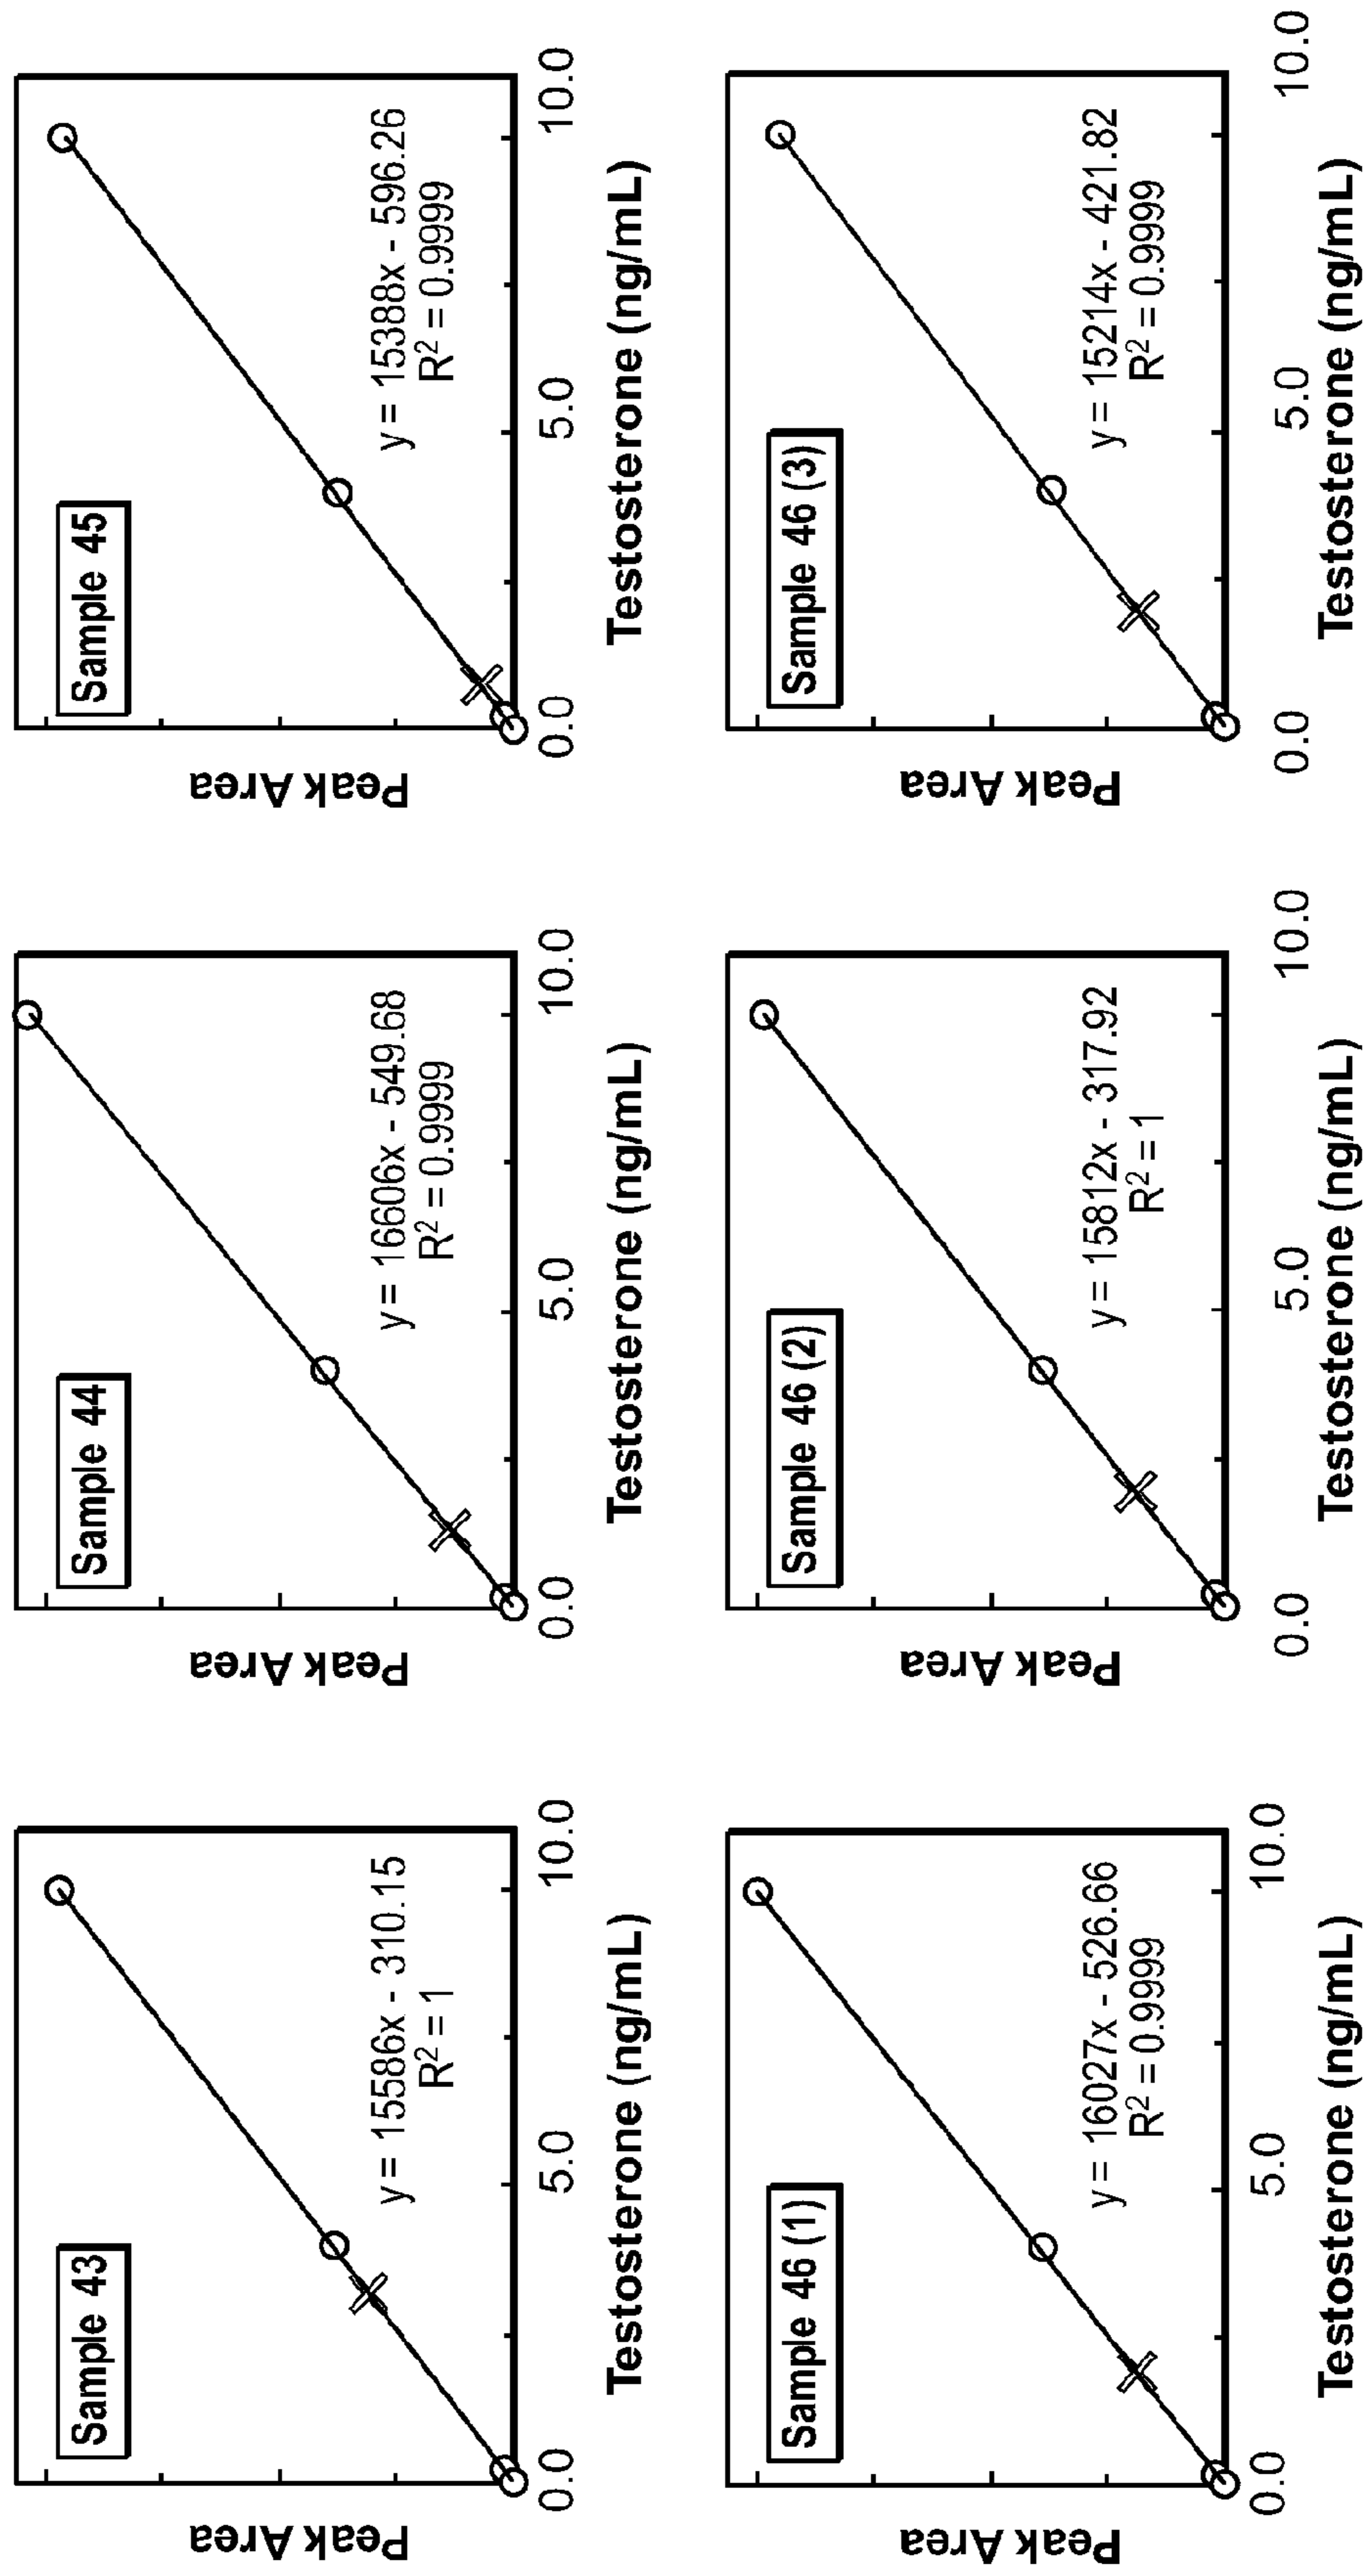 Sample 43
Peak Area
y = 15586x - 310.15
R² = 1
0.0 5.0 10.0
Testosterone (ng/mL)
Sample 44
Peak Area
y = 16606x - 549.68
R² = 0.9999
0.0 5.0 10.0
Testosterone (ng/mL)
Sample 45
Peak Area
y = 15388x - 596.26
R² = 0.9999
0.0 5.0 10.0
Testosterone (ng/mL)
Sample 46 (1)
Peak Area
y = 16027x - 526.66
R² = 0.9999
0.0 5.0 10.0
Testosterone (ng/mL)
Sample 46 (2)
Peak Area
y = 15812x - 317.92
R² = 1
0.0 5.0 10.0
Testosterone (ng/mL)
Sample 46 (3)
Peak Area
y = 15214x - 421.82
R² = 0.9999
0.0 5.0 10.0
Testosterone (ng/mL)